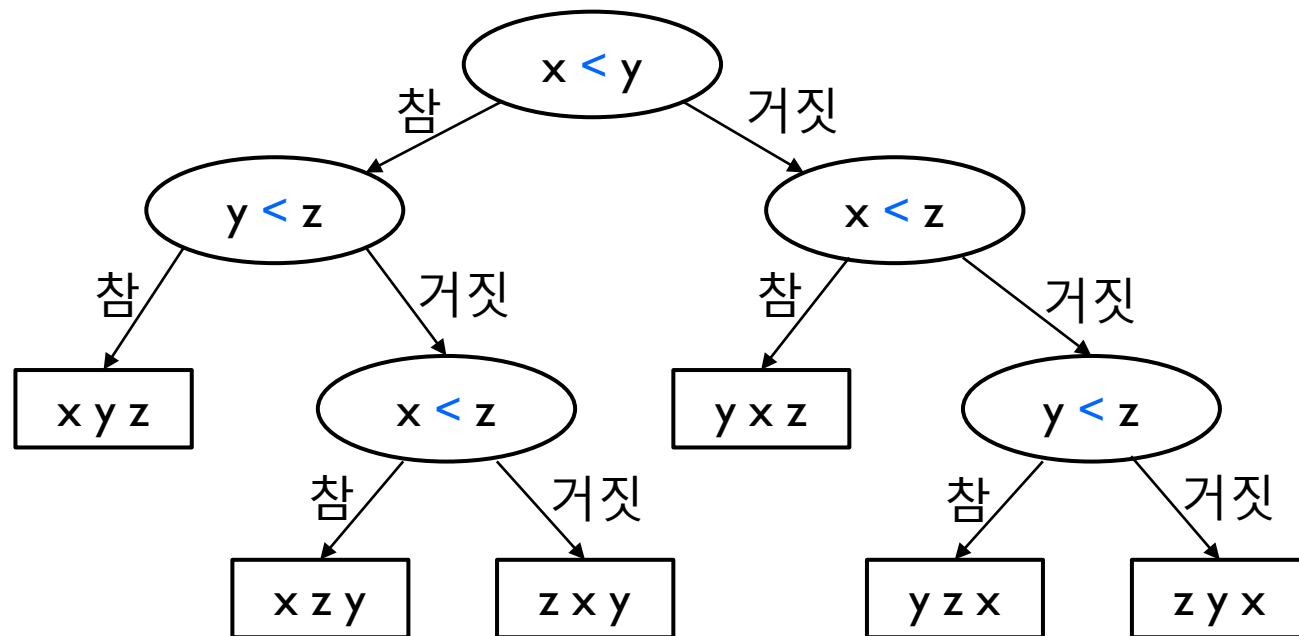 x < y
참 거짓
y < z x < z
참 거짓 참 거짓
x y z x < z y x z y < z
참 거짓 참 거짓
x z y z x y y z x z y x